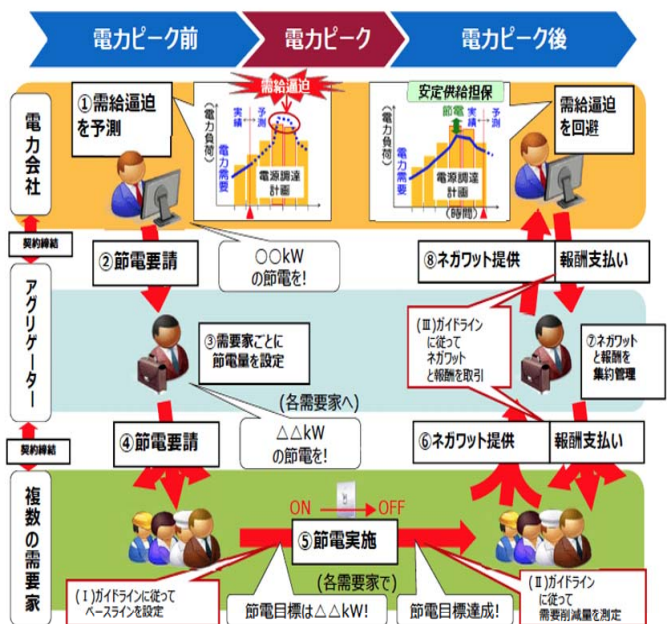 電力ピーク前
電力ピーク
電力ピーク後
電力会社
①需給逼迫
を予測
需給逼迫
(電力負荷)
実績
予測
電力需要
電源調達
計画
安定供給担保
節電
(電力負荷)
実績
予測
電力需要
電源調達
計画
(時間)
需給逼迫
を回避
契約締結
②節電要請
○○kW
の節電を!
⑧ネガワット提供
報酬支払い
アグリゲーター
③需要家ごとに
節電量を設定
(Ⅲ)ガイドライン
に従って
ネガワット
と報酬を取引
⑦ネガワット
と報酬を
集約管理
(各需要家へ)
契約締結
④節電要請
△△kW
の節電を!
⑥ネガワット提供
報酬支払い
複数の需要家
ON
OFF
⑤節電実施
(各需要家で)
(Ⅰ)ガイドラインに従って
ベースラインを設定
節電目標は△△kW!
節電目標達成!
(Ⅱ)ガイドライン
に従って
需要削減量を測定